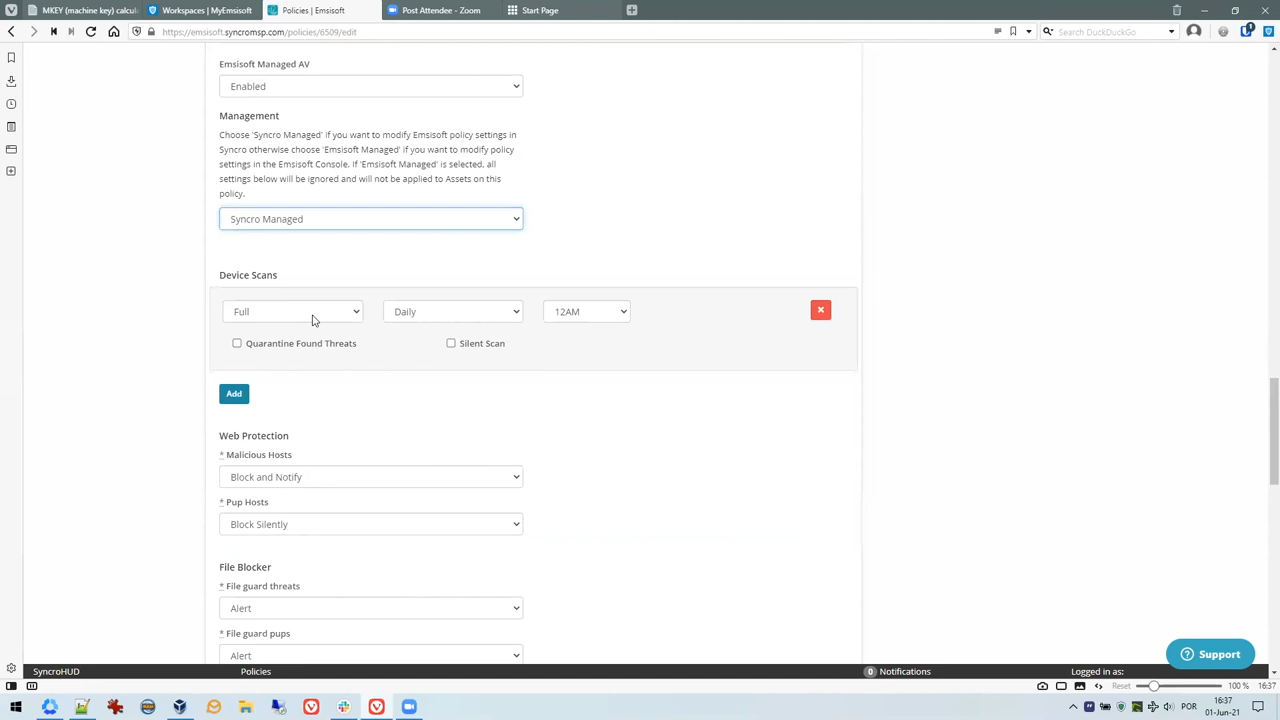 MKEY (machine key) calcul
Workspaces | MyEmsisoft
Policies | Emsisoft
Post Attendee - Zoom
Start Page
https://emsisoft.syncromsp.com/policies/6509/edit
Search DuckDuckGo
1
Emsisoft Managed AV
Enabled
Management
Choose 'Syncro Managed' if you want to modify Emsisoft policy settings in
Syncro otherwise choose 'Emsisoft Managed' if you want to modify policy
settings in the Emsisoft Console. If 'Emsisoft Managed' is selected, all
settings below will be ignored and will not be applied to Assets on this
policy.
Syncro Managed
Device Scans
Full
Daily
12AM
Quarantine Found Threats
Silent Scan
Add
Web Protection
* Malicious Hosts
Block and Notify
* Pup Hosts
Block Silently
File Blocker
* File guard threats
Alert
* File guard pups
Alert
Support
SyncroHUD
Policies
0 Notifications
Logged in as:
Reset
100 %
16:37
POR
16:37
01-Jun-21